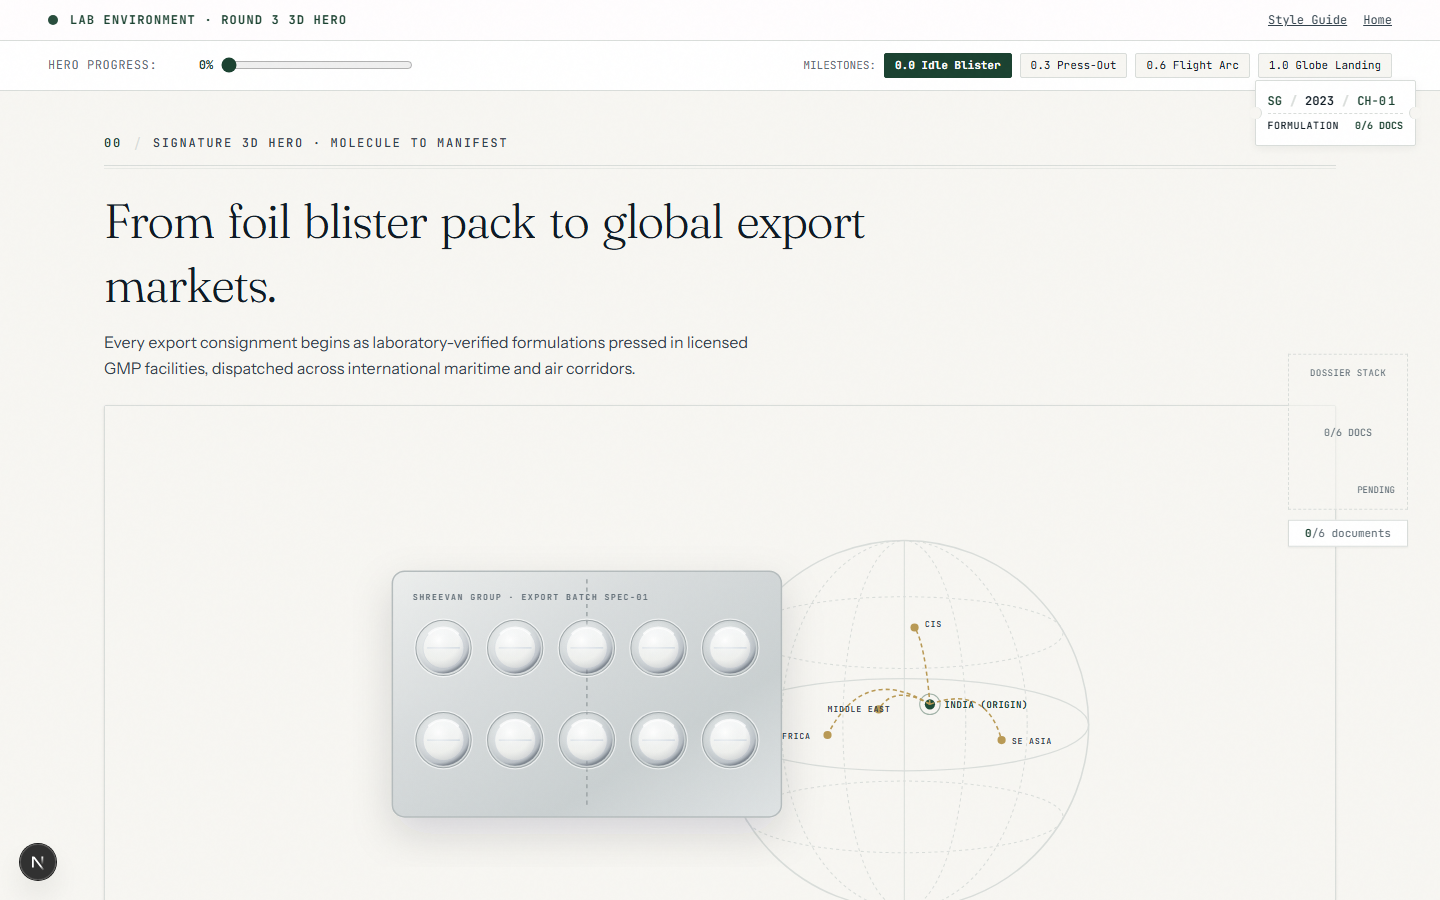 LAB ENVIRONMENT · ROUND 3 3D HERO
Style Guide Home
HERO PROGRESS: 0%
MILESTONES: 0.0 Idle Blister 0.3 Press-Out 0.6 Flight Arc 1.0 Globe Landing
SG / 2023 / CH-01
FORMULATION 0/6 DOCS
00 / SIGNATURE 3D HERO · MOLECULE TO MANIFEST
From foil blister pack to global export
markets.
Every export consignment begins as laboratory-verified formulations pressed in licensed
GMP facilities, dispatched across international maritime and air corridors.
DOSSIER STACK
0/6 DOCS
PENDING
0/6 documents
SHREEVAN GROUP · EXPORT BATCH SPEC-01
CIS
MIDDLE EAST
INDIA (ORIGIN)
FRICA
SE ASIA
N